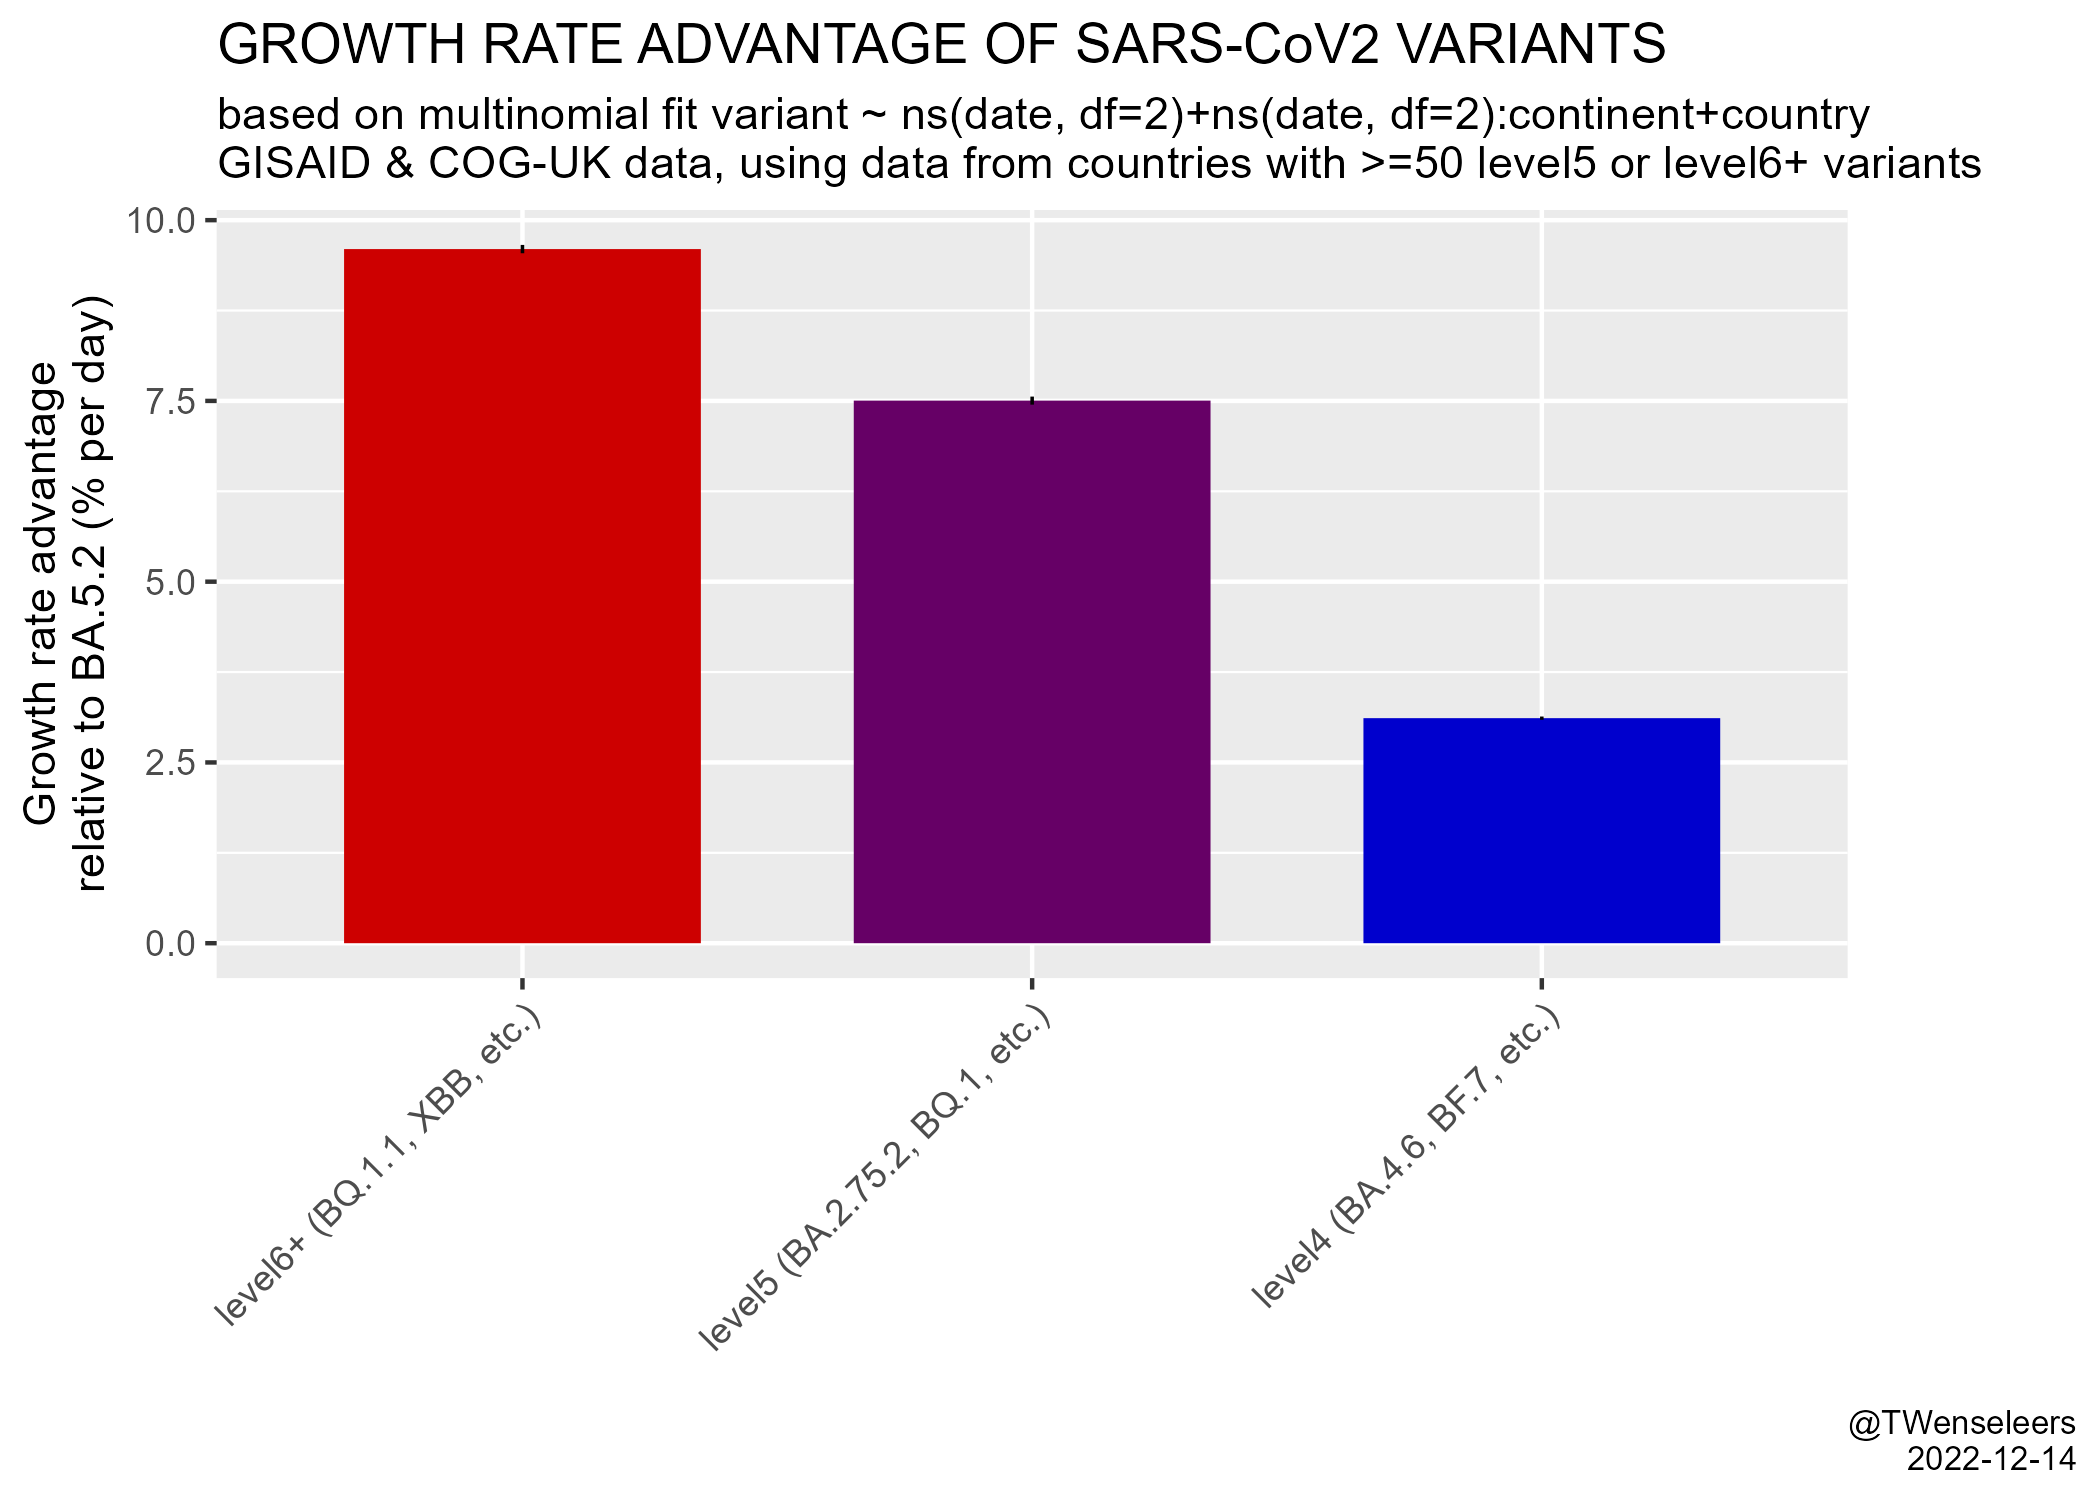 GROWTH RATE ADVANTAGE OF SARS-CoV2 VARIANTS
based on multinomial fit variant ~ ns(date, df=2)+ns(date, df=2):continent+country
GISAID & COG-UK data, using data from countries with >=50 level5 or level6+ variants
Growth rate advantage
relative to BA.5.2 (% per day)
10.0
7.5
5.0
2.5
0.0
level6+ (BQ.1.1, XBB, etc.)
level5 (BA.2.75.2, BQ.1, etc.)
level4 (BA.4.6, BF.7, etc.)
@TWenseleers
2022-12-14